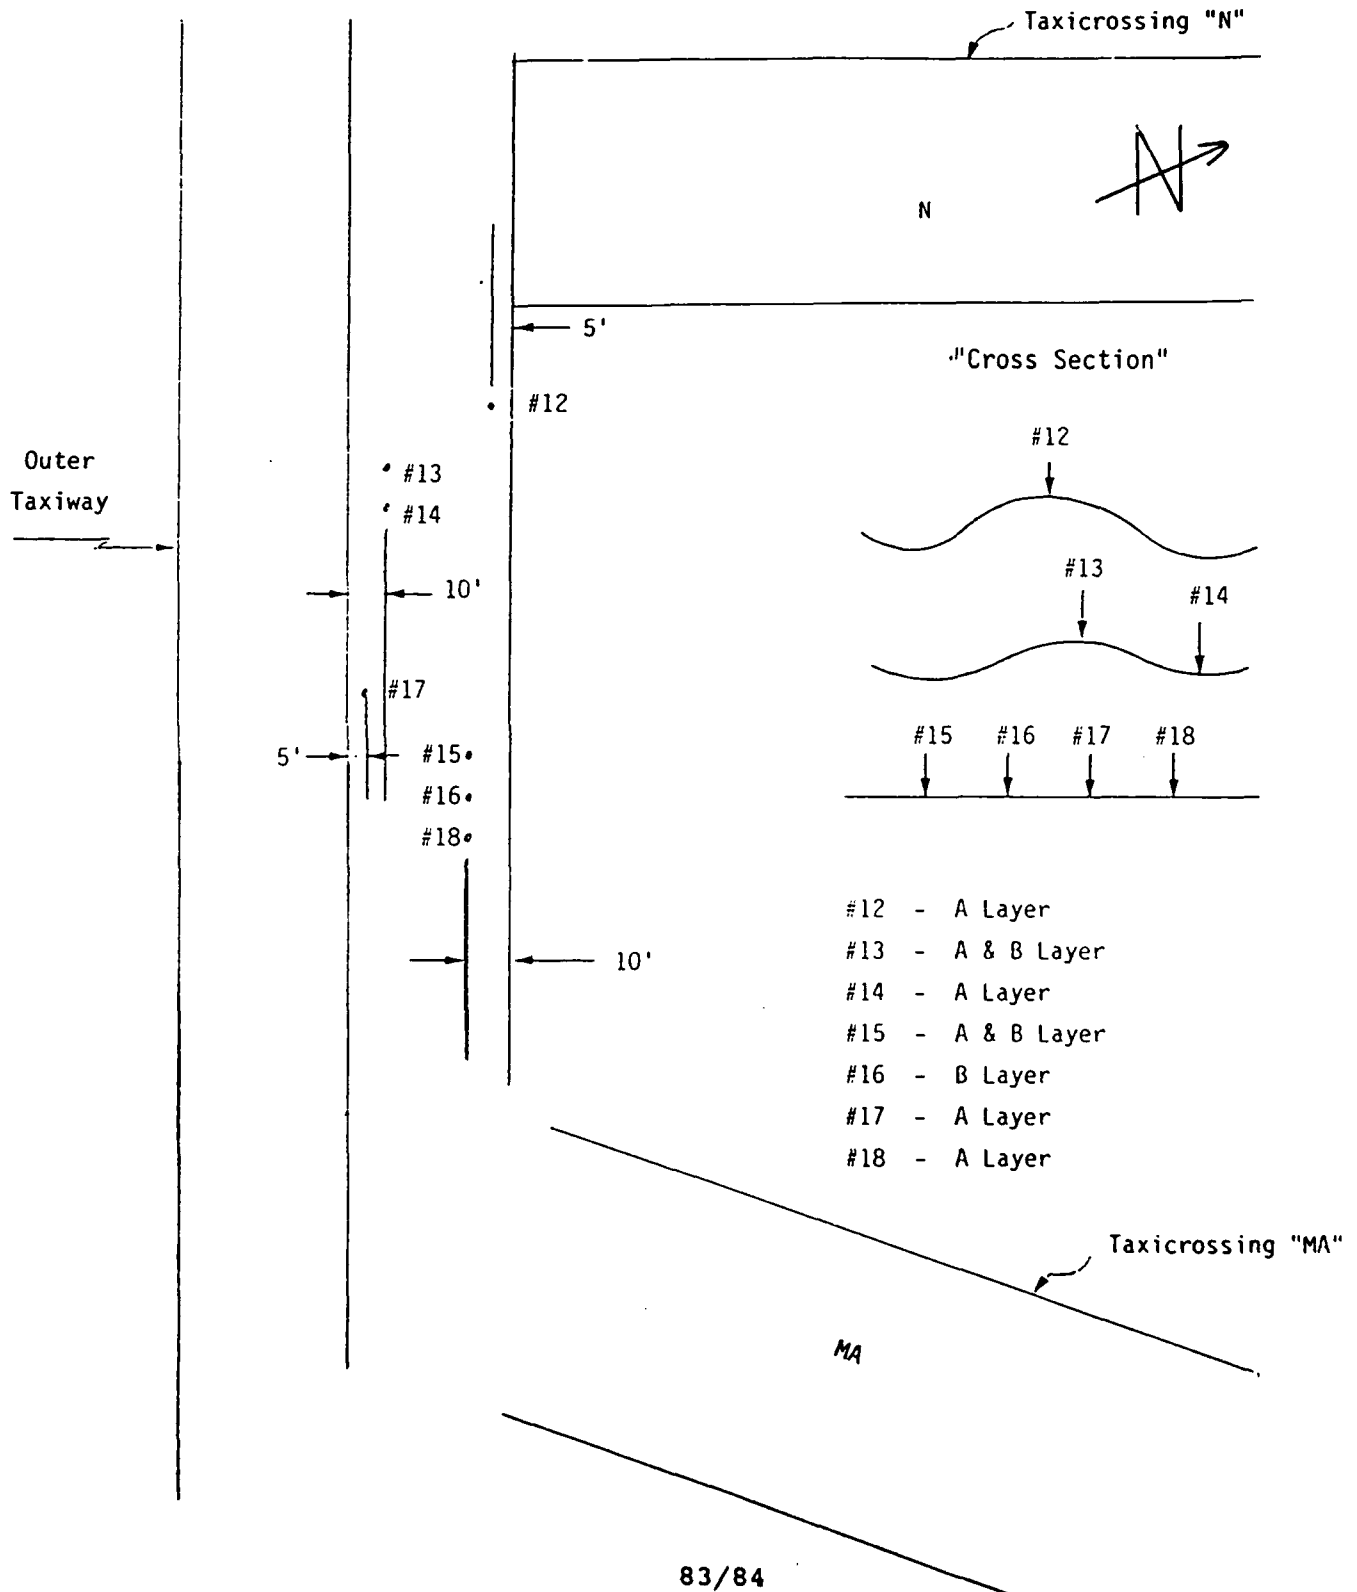 Taxicrossing "N"
N
N
5'
"Cross Section"
#12
#12
Outer
Taxiway
#13
#14
#13
#14
10'
#17
#15 #16 #17 #18
5'
#15
#16
#18
#12 - A Layer
#13 - A & B Layer
#14 - A Layer
#15 - A & B Layer
#16 - B Layer
#17 - A Layer
#18 - A Layer
10'
Taxicrossing "MA"
MA
83/84